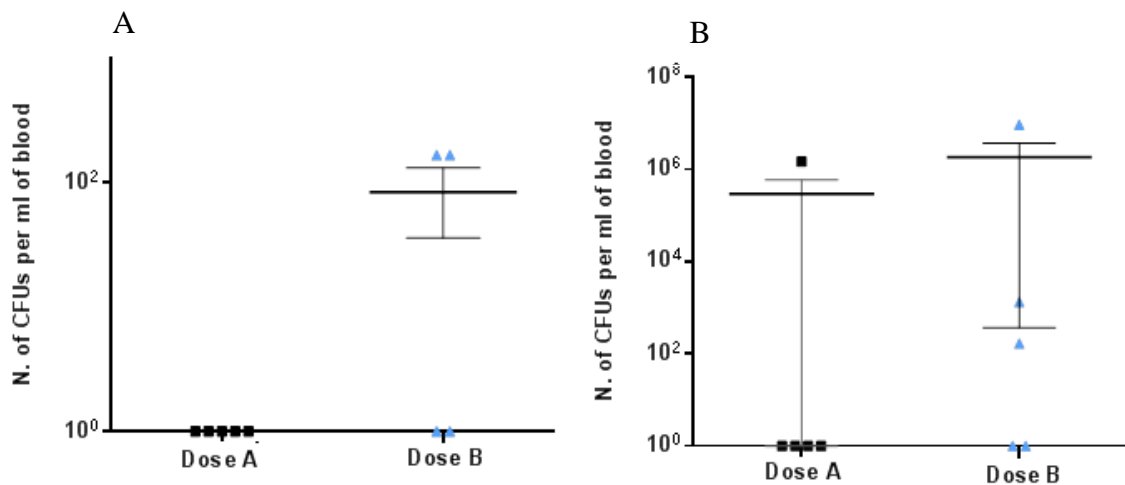 A
N. of CFUs per ml of blood
10²
10⁰
Dose A
Dose B
B
N. of CFUs per ml of blood
10⁸
10⁶
10⁴
10²
10⁰
Dose A
Dose B